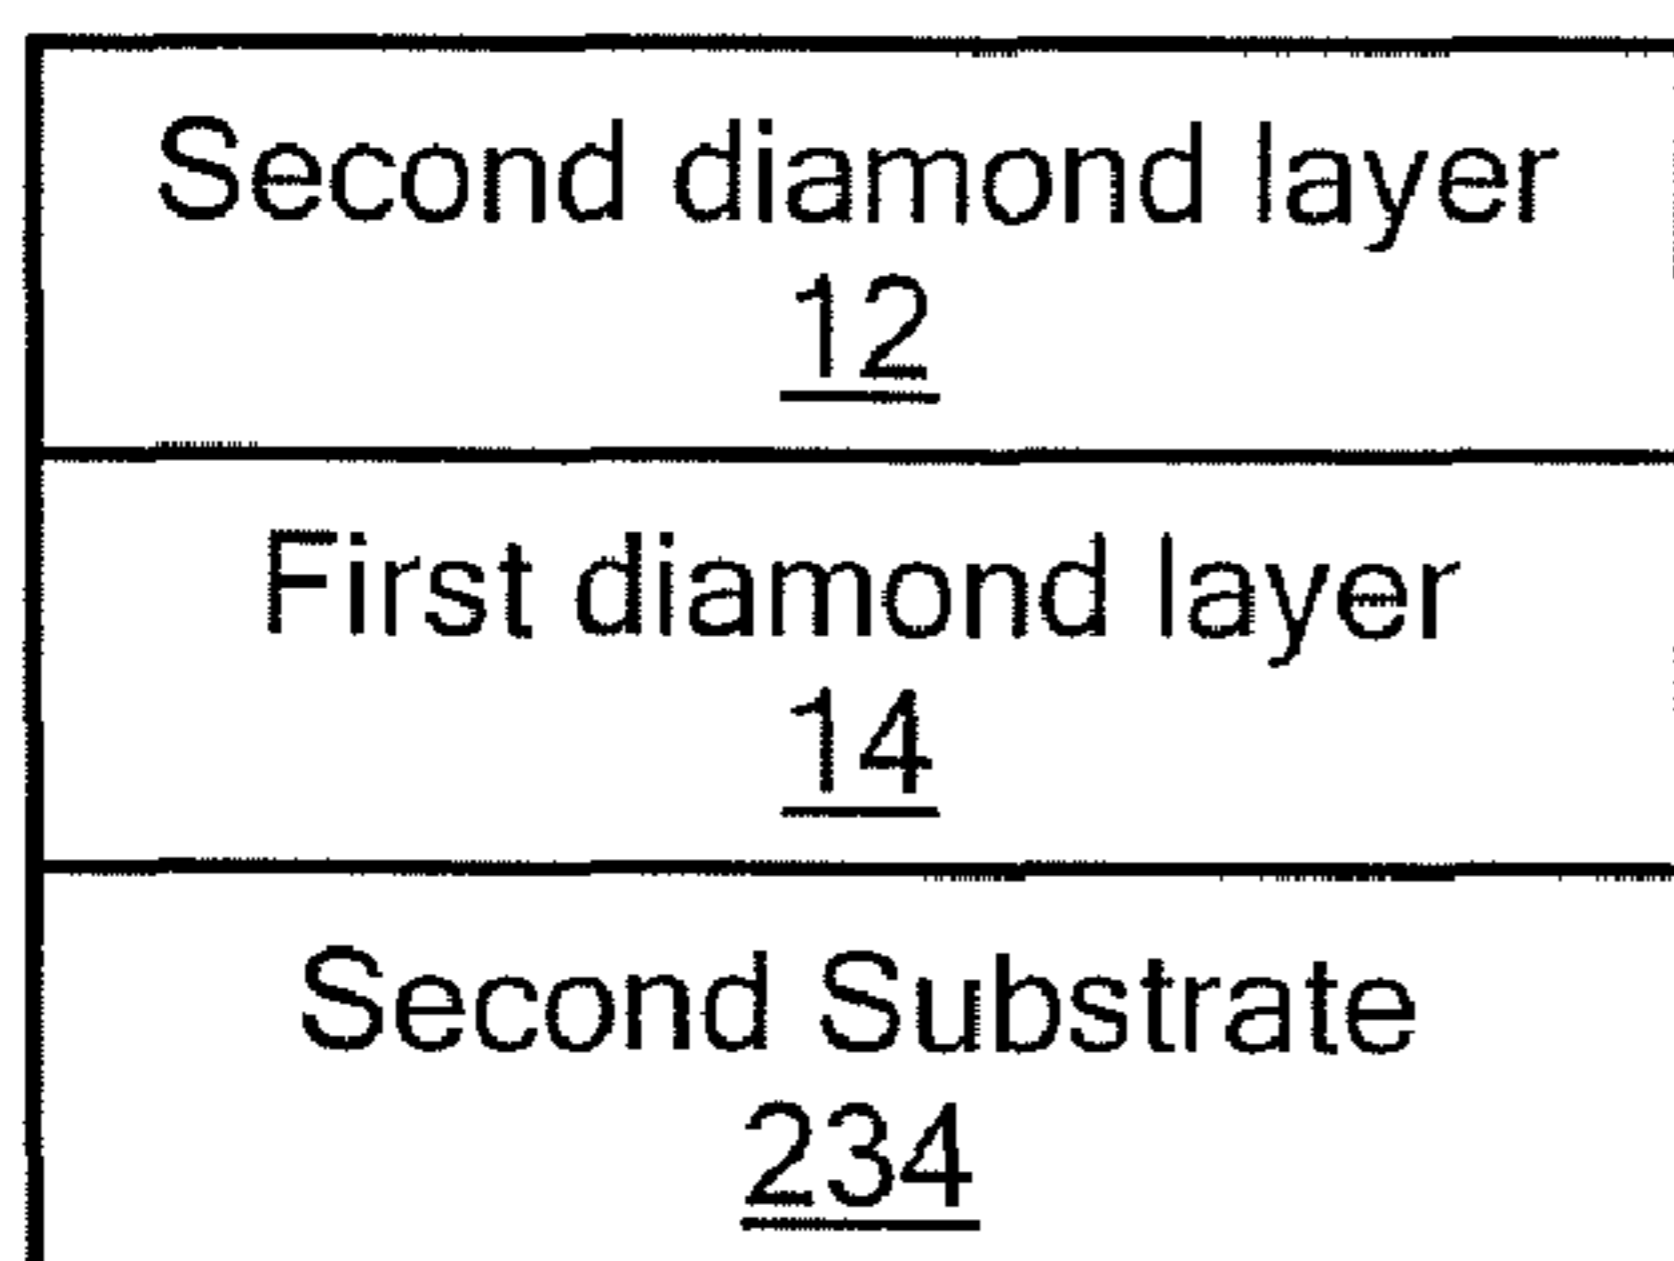 Second diamond layer
12
First diamond layer
14
Second Substrate
234